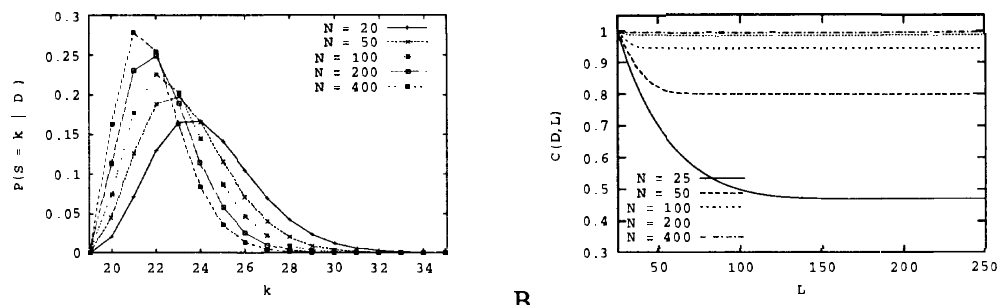 0.3
0.25
0.2
0.15
0.1
0.05
0
P(S = k | D)
N = 20
N = 50
N = 100
N = 200
N = 400
20 22 24 26 28 30 32 34
k
B
1
0.9
0.8
0.7
0.6
0.5
0.4
0.3
C(D,L)
N = 25
N = 50
N = 100
N = 200
N = 400
50 100 150 200 250
L